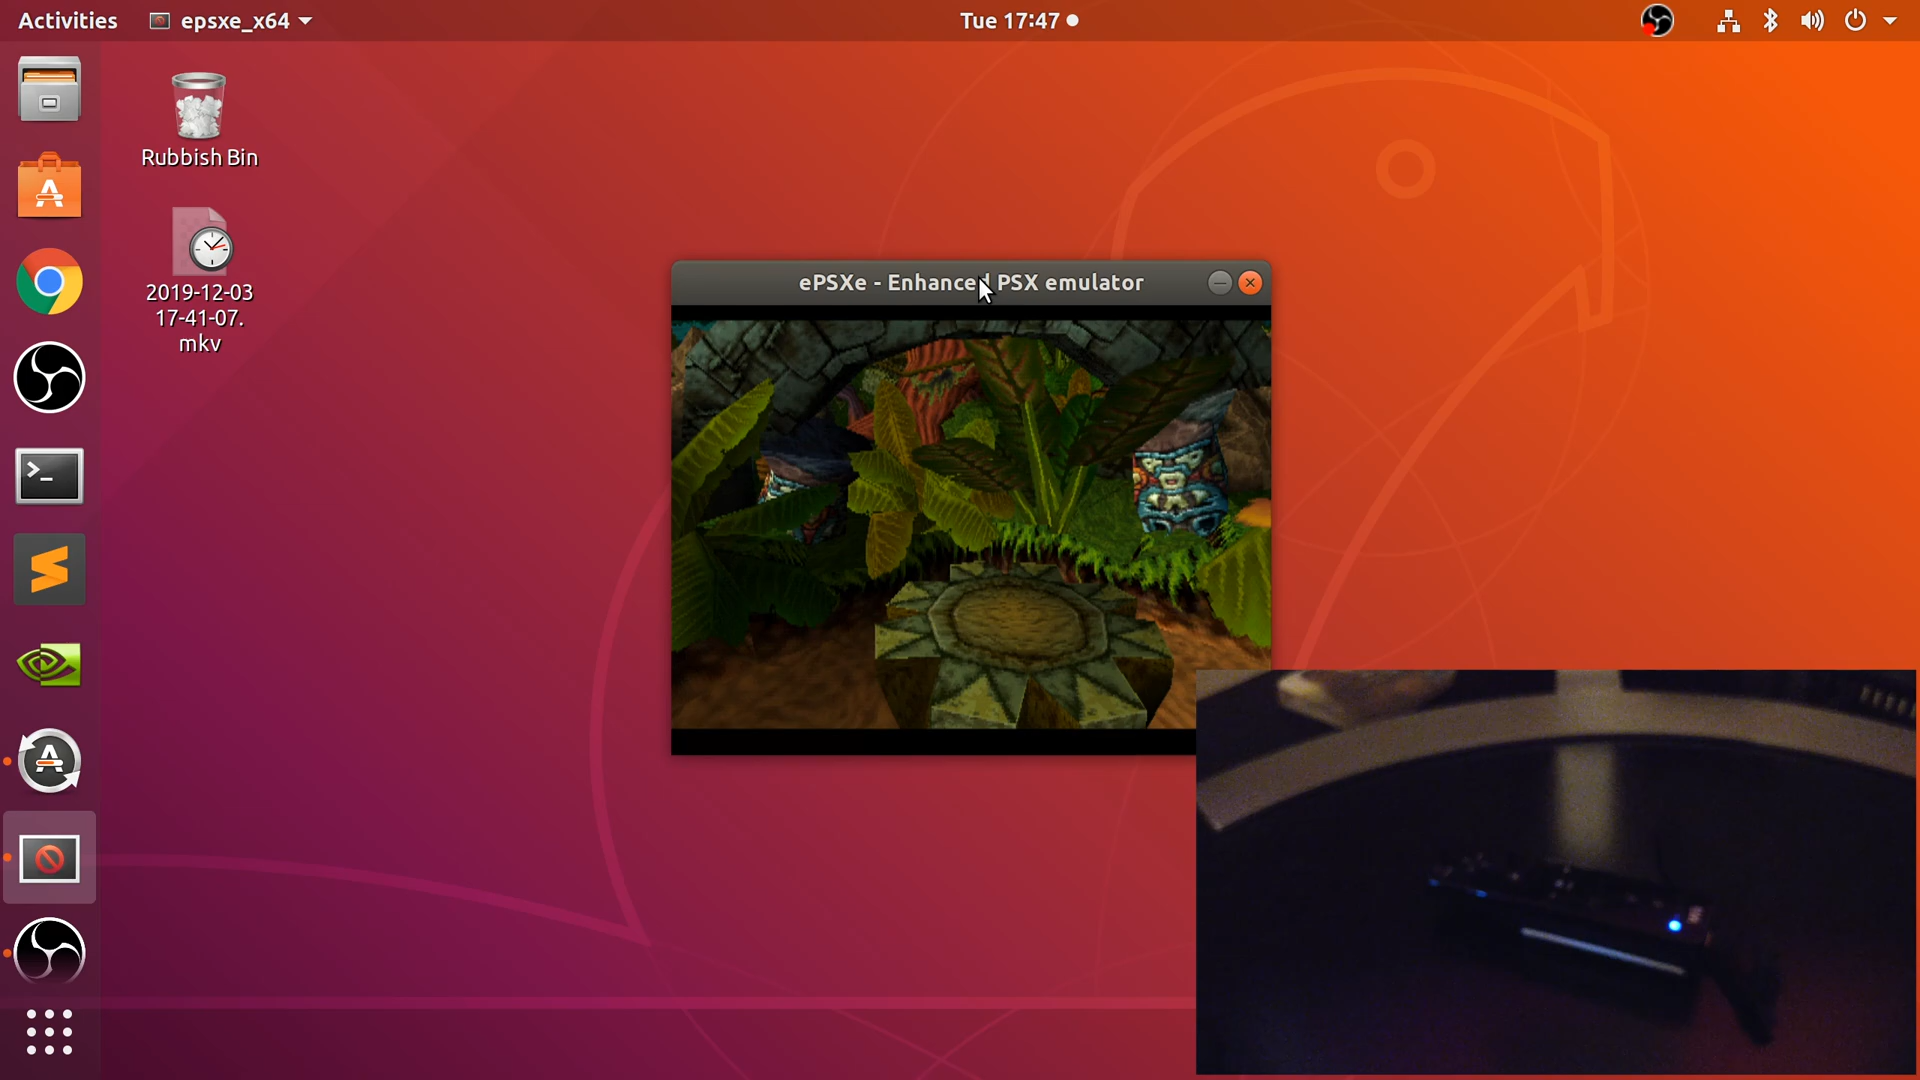 Activities epsxe_x64 Tue 17:47
Rubbish Bin
2019-12-03
17-41-07.
mkv
ePSXe - Enhanced PSX emulator